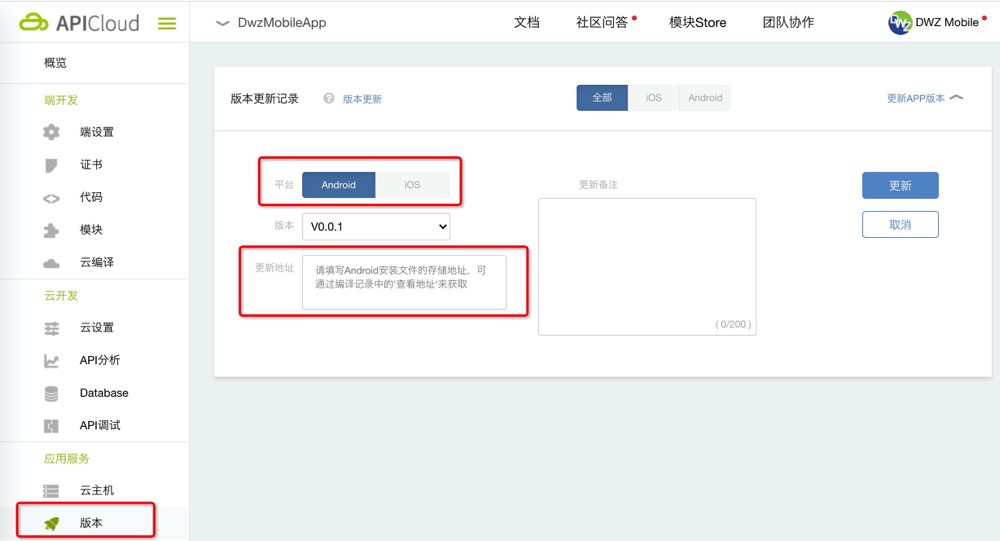 APICloud
DwzMobileApp
文档
社区问答
模块Store
团队协作
DWZ Mobile
概览
端开发
端设置
证书
代码
模块
云编译
云开发
云设置
API分析
Database
API调试
应用服务
云主机
版本
版本更新记录
? 版本更新
全部
iOS
Android
更新APP版本
平台
Android
iOS
版本
V0.0.1
更新地址
请填写Android安装文件的存储地址，可
通过编译记录中的'查看地址'来获取
更新备注
( 0/200 )
更新
取消